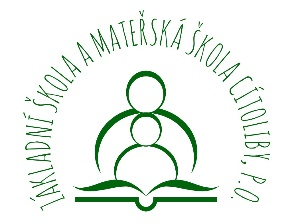 ZÁKLADNÍ ŠKOLA A MATEŘSKÁ ŠKOLA CÍTOLIBY, P.O.